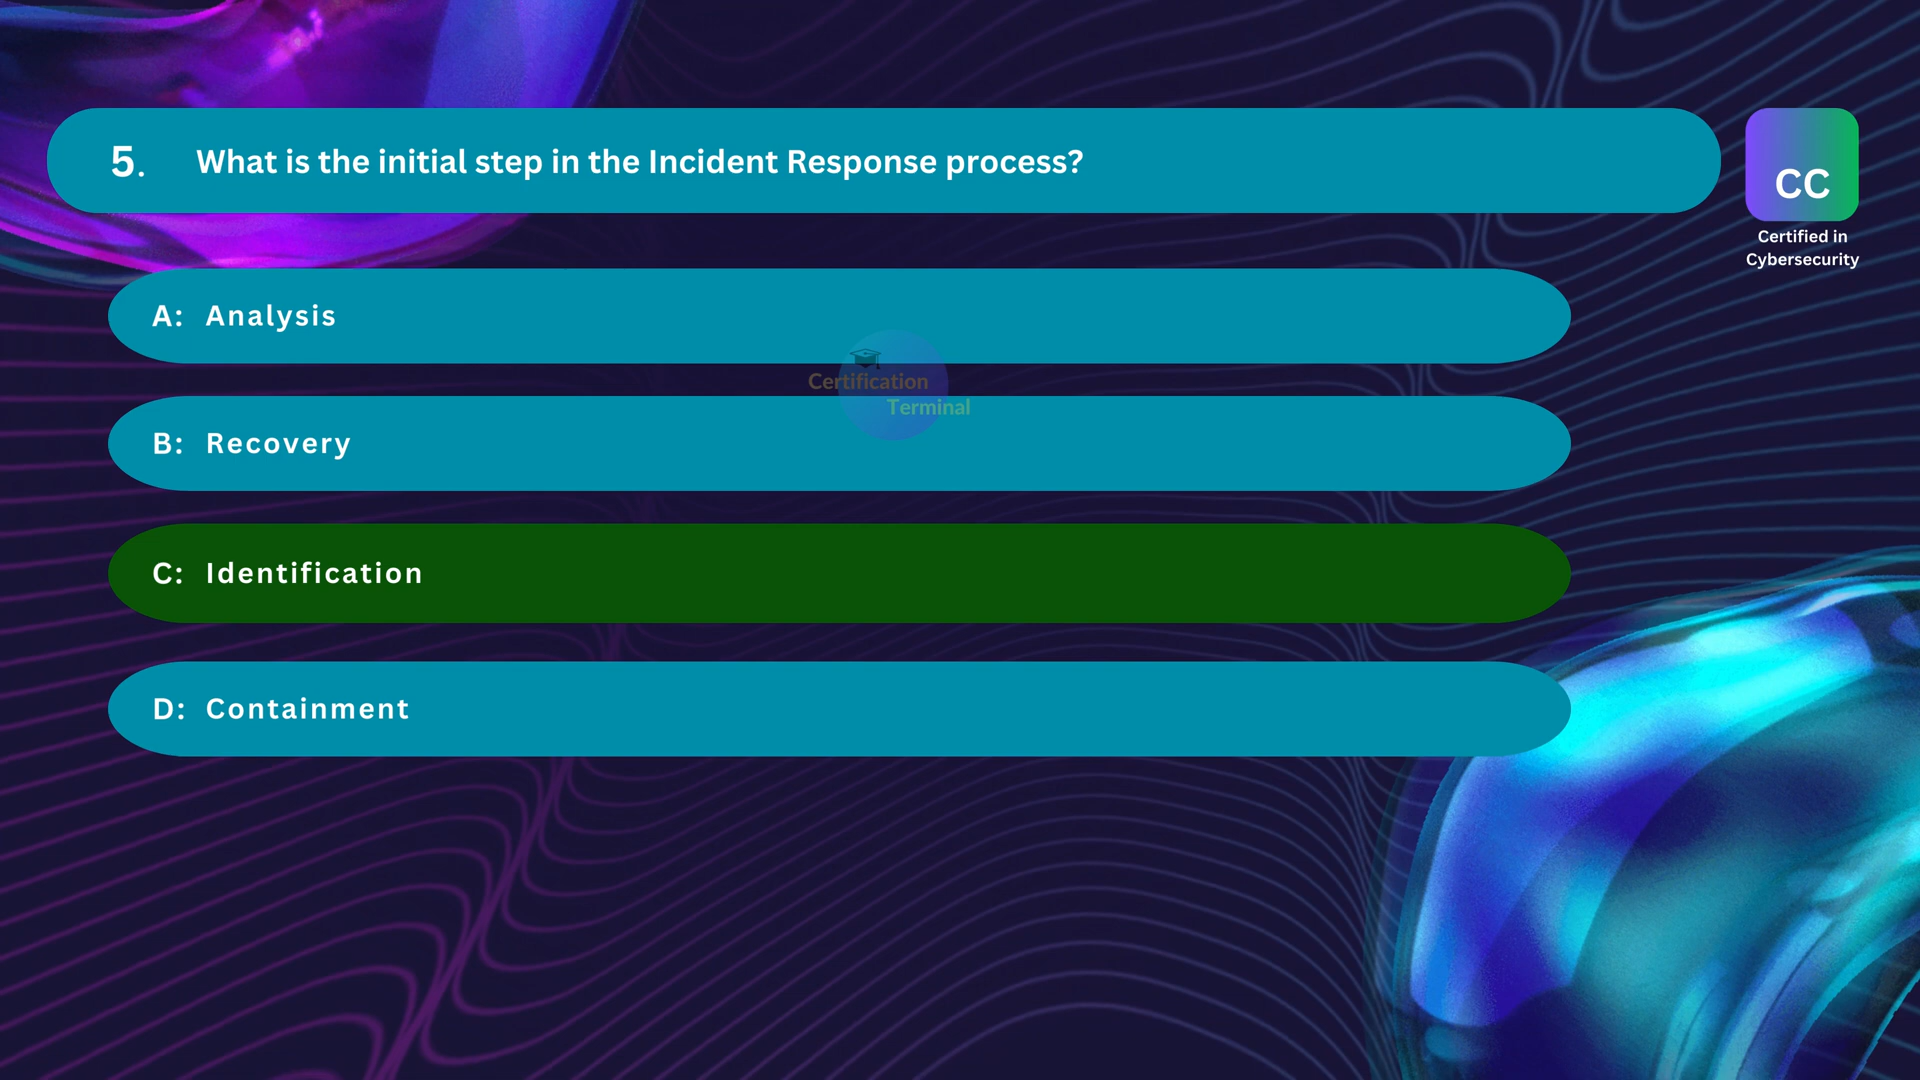 5. What is the initial step in the Incident Response process?
CC
Certified in
Cybersecurity
A: Analysis
Certification
Terminal
B: Recovery
C: Identification
D: Containment